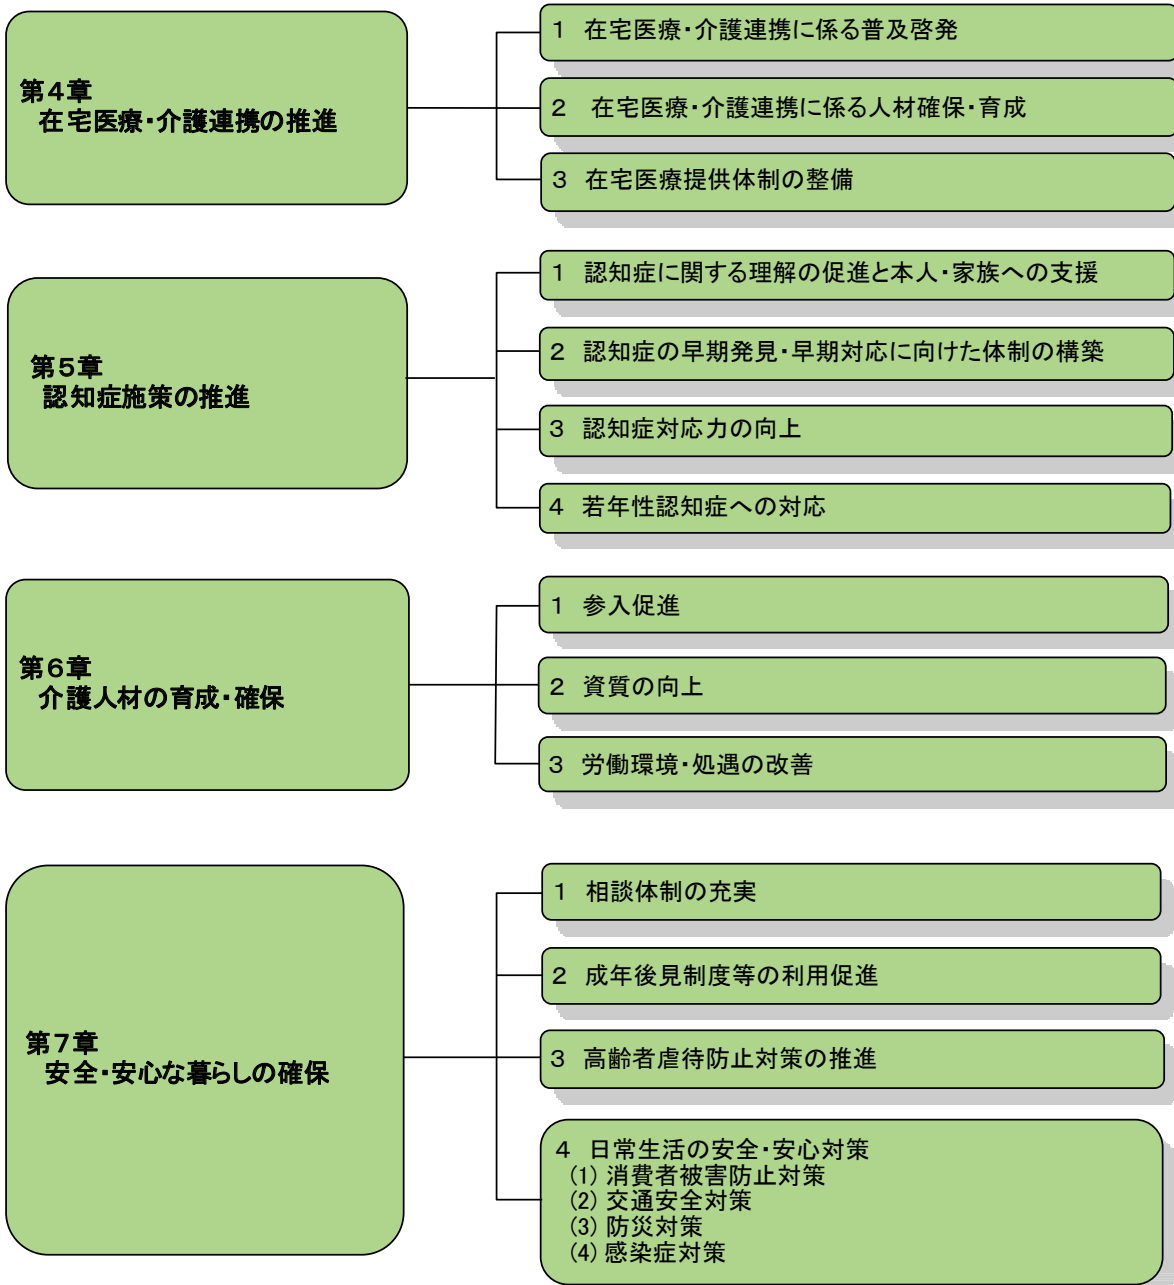 第4章
在宅医療・介護連携の推進
1 在宅医療・介護連携に係る普及啓発
2 在宅医療・介護連携に係る人材確保・育成
3 在宅医療提供体制の整備
第5章
認知症施策の推進
1 認知症に関する理解の促進と本人・家族への支援
2 認知症の早期発見・早期対応に向けた体制の構築
3 認知症対応力の向上
4 若年性認知症への対応
第6章
介護人材の育成・確保
1 参入促進
2 資質の向上
3 労働環境・処遇の改善
第7章
安全・安心な暮らしの確保
1 相談体制の充実
2 成年後見制度等の利用促進
3 高齢者虐待防止対策の推進
4 日常生活の安全・安心対策
(1) 消費者被害防止対策
(2) 交通安全対策
(3) 防災対策
(4) 感染症対策